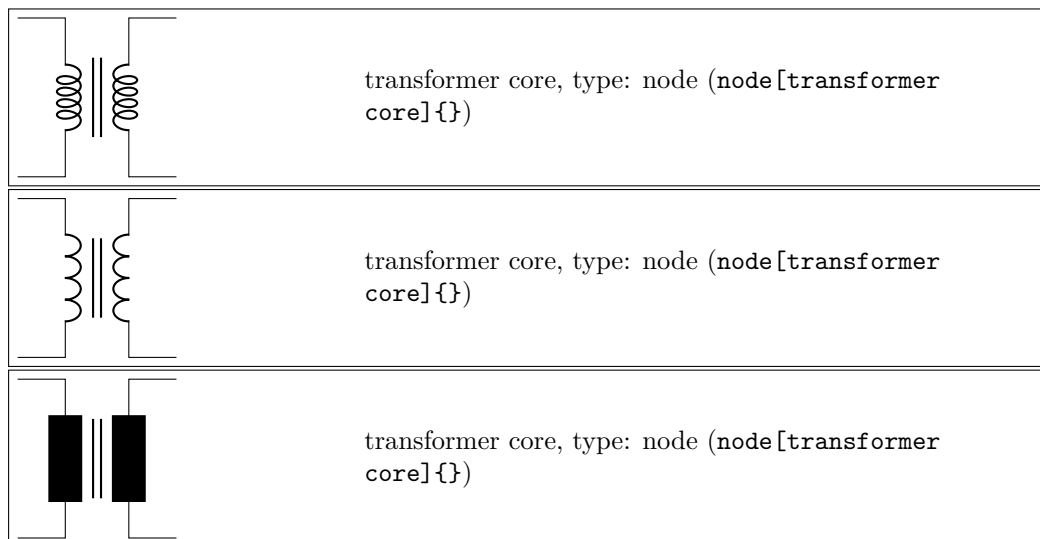 transformer core, type: node (node[transformer
core]{})
transformer core, type: node (node[transformer
core]{})
transformer core, type: node (node[transformer
core]{})